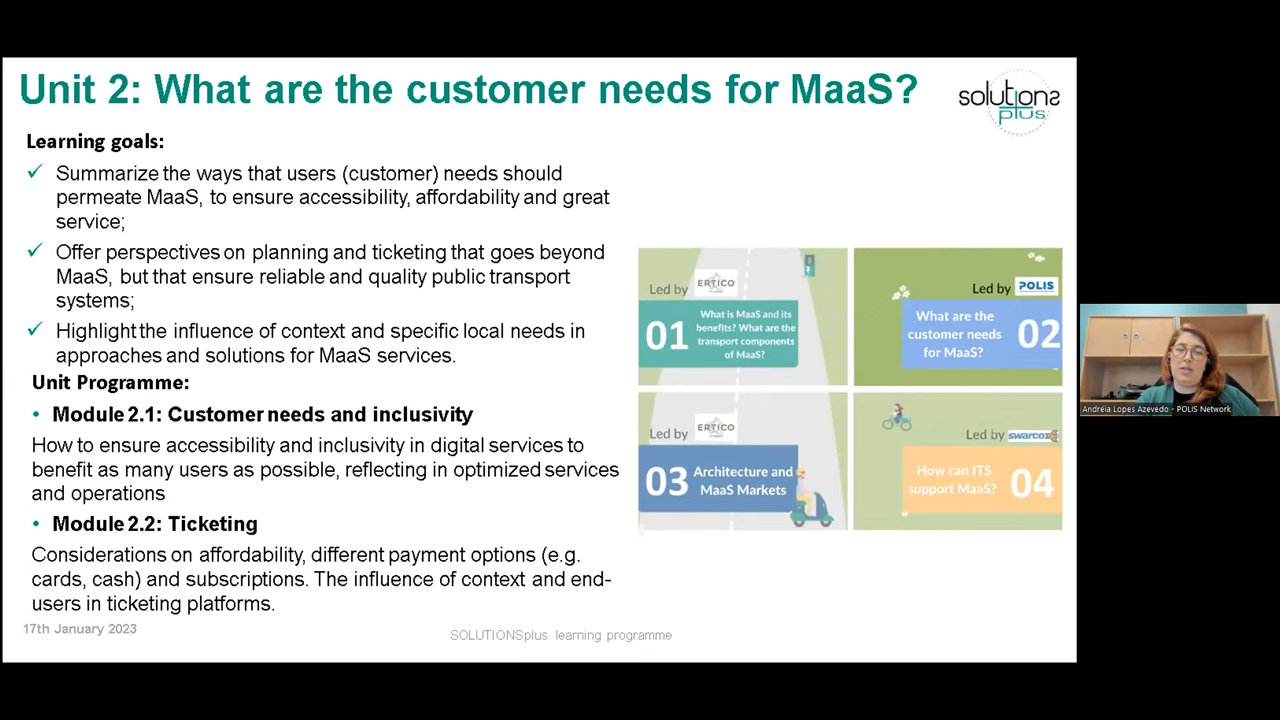 Unit 2: What are the customer needs for MaaS?
solutions
plus
Learning goals:
Summarize the ways that users (customer) needs should
permeate MaaS, to ensure accessibility, affordability and great
service;
Offer perspectives on planning and ticketing that goes beyond
MaaS, but that ensure reliable and quality public transport
systems;
Highlight the influence of context and specific local needs in
approaches and solutions for MaaS services.
Unit Programme:
• Module 2.1: Customer needs and inclusivity
How to ensure accessibility and inclusivity in digital services to
benefit as many users as possible, reflecting in optimized services
and operations
• Module 2.2: Ticketing
Considerations on affordability, different payment options (e.g.
cards, cash) and subscriptions. The influence of context and end-
users in ticketing platforms.
Led by ERTICO
01
What is MaaS and its
benefits? What are the
transport components
of MaaS?
Led by POLIS
What are the
customer needs
for MaaS?
02
Led by ERTICO
03
Architecture and
MaaS Markets
Led by swarco
How can ITS
support MaaS?
04
17th January 2023
SOLUTIONSplus learning programme
Andréia Lopes Azevedo - POLIS Network